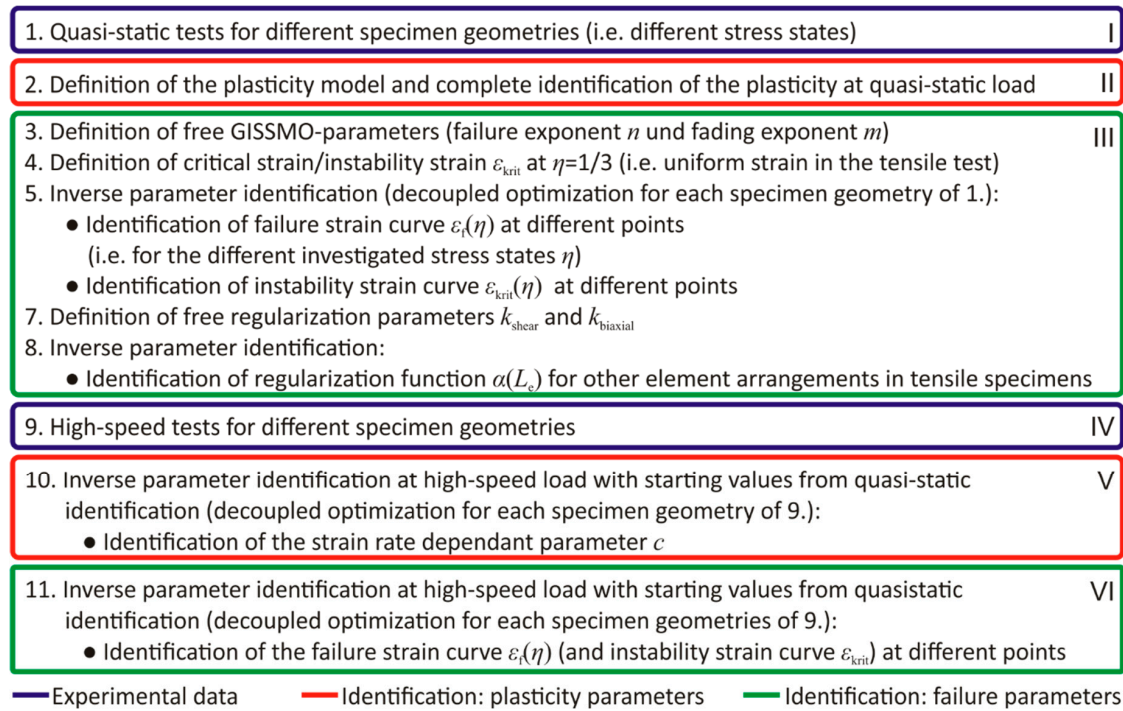 1. Quasi-static tests for different specimen geometries (i.e. different stress states) I
2. Definition of the plasticity model and complete identification of the plasticity at quasi-static load II
3. Definition of free GISSMO-parameters (failure exponent n und fading exponent m) III
4. Definition of critical strain/instability strain εkrit at η=1/3 (i.e. uniform strain in the tensile test)
5. Inverse parameter identification (decoupled optimization for each specimen geometry of 1.):
● Identification of failure strain curve εf(η) at different points
(i.e. for the different investigated stress states η)
● Identification of instability strain curve εkrit(η) at different points
7. Definition of free regularization parameters kshear and kbiaxial
8. Inverse parameter identification:
● Identification of regularization function α(Le) for other element arrangements in tensile specimens
9. High-speed tests for different specimen geometries IV
10. Inverse parameter identification at high-speed load with starting values from quasi-static V
identification (decoupled optimization for each specimen geometry of 9.):
● Identification of the strain rate dependant parameter c
11. Inverse parameter identification at high-speed load with starting values from quasistatic VI
identification (decoupled optimization for each specimen geometries of 9.):
● Identification of the failure strain curve εf(η) (and instability strain curve εkrit) at different points
Experimental data Identification: plasticity parameters Identification: failure parameters